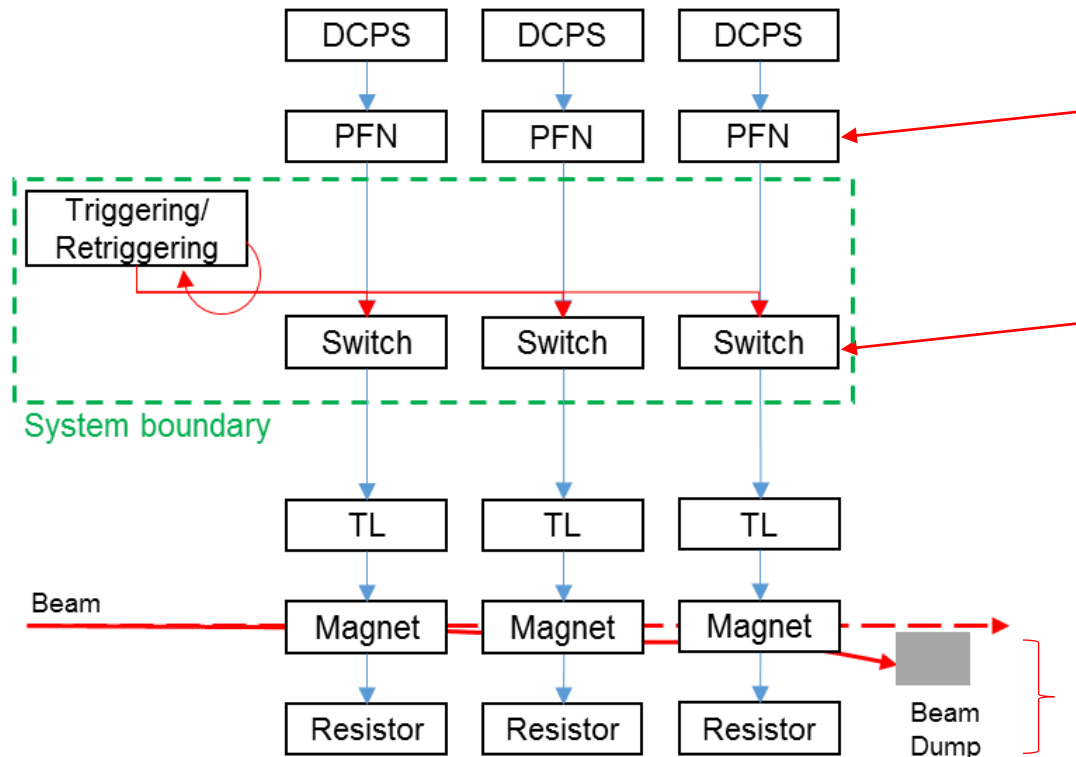 DCPS DCPS DCPS
PFN PFN PFN
Triggering/
Retriggering
Switch Switch Switch
System boundary
TL TL TL
Beam
Magnet Magnet Magnet
Resistor Resistor Resistor
Beam
Dump